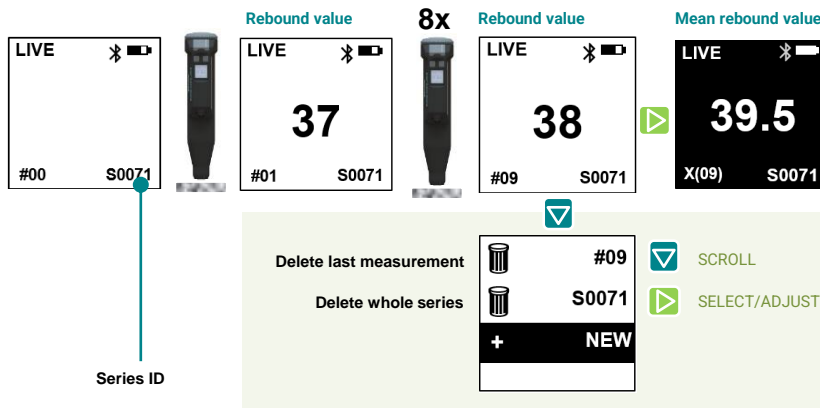 Rebound value
8x
Rebound value
Mean rebound value
LIVE
#00 S0071
LIVE
37
#01 S0071
LIVE
38
#09 S0071
LIVE
39.5
X(09) S0071
Delete last measurement
#09
SCROLL
Delete whole series
S0071
SELECT/ADJUST
+ NEW
Series ID